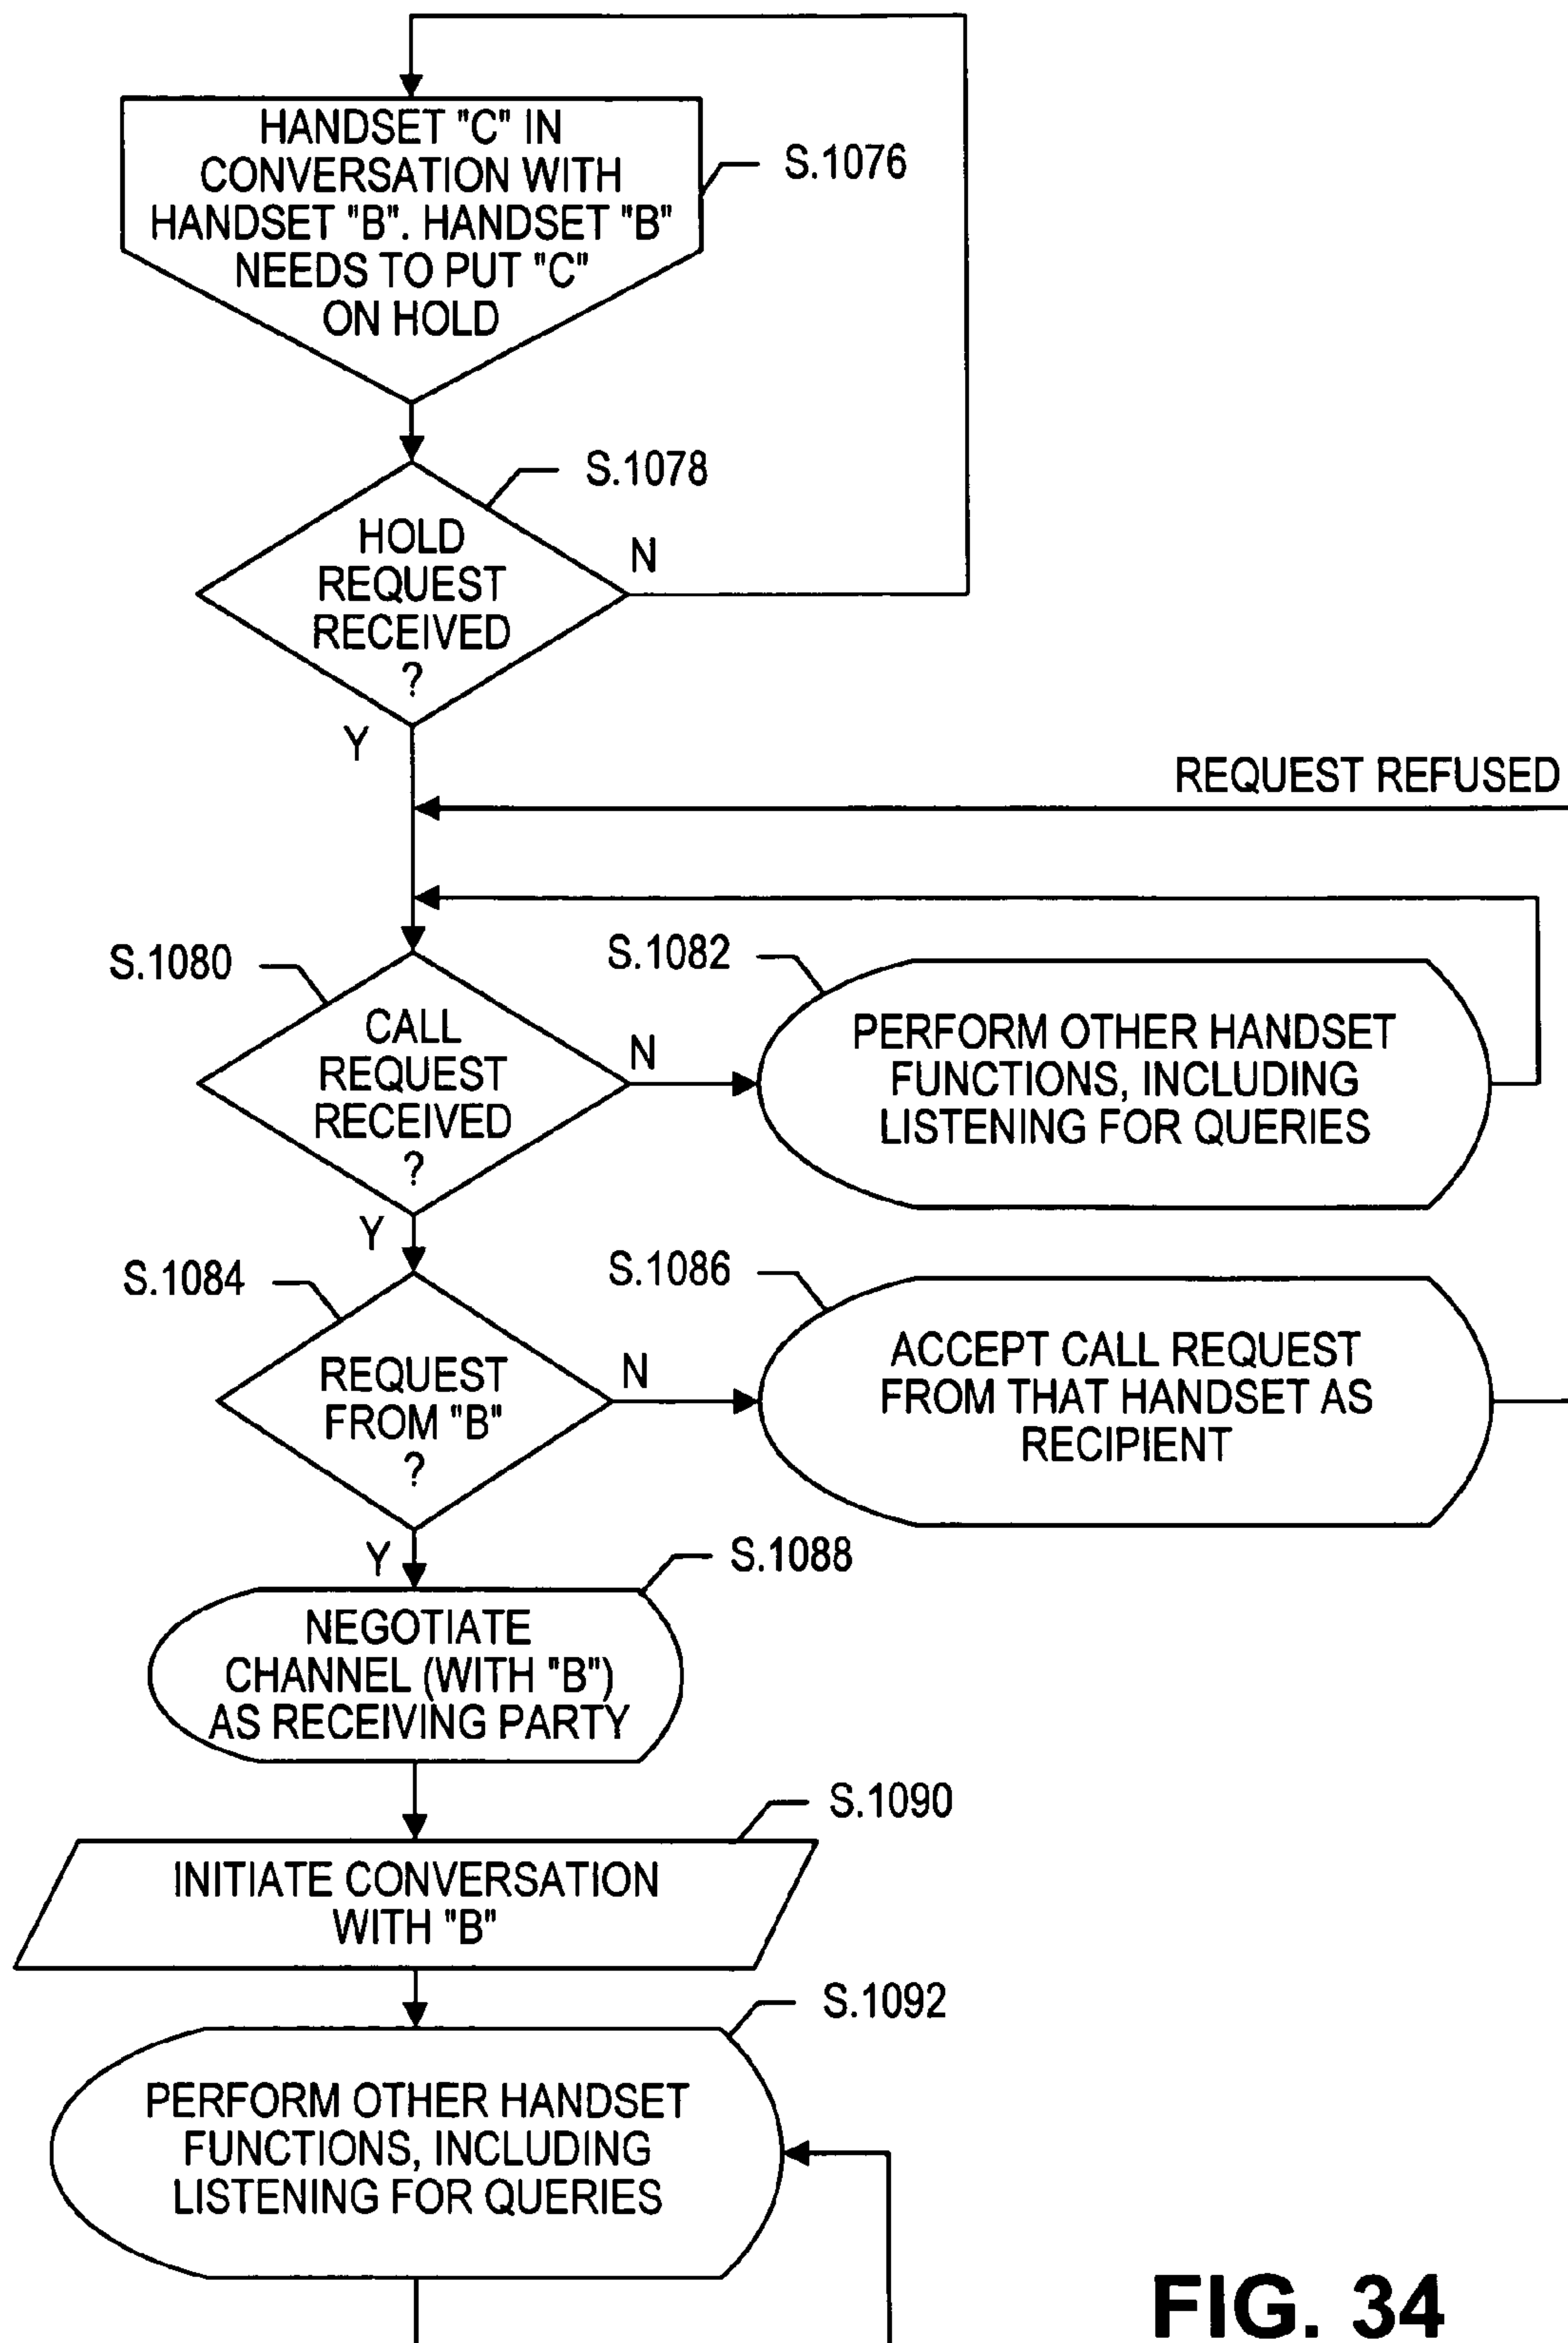 HANDSET "C" IN
CONVERSATION WITH
HANDSET "B". HANDSET "B"
NEEDS TO PUT "C"
ON HOLD
S.1076
S.1078
HOLD
REQUEST
RECEIVED
?
N
Y
REQUEST REFUSED
S.1080
CALL
REQUEST
RECEIVED
?
N
Y
S.1082
PERFORM OTHER HANDSET
FUNCTIONS, INCLUDING
LISTENING FOR QUERIES
S.1084
REQUEST
FROM "B"
?
N
Y
S.1086
ACCEPT CALL REQUEST
FROM THAT HANDSET AS
RECIPIENT
S.1088
NEGOTIATE
CHANNEL (WITH "B")
AS RECEIVING PARTY
S.1090
INITIATE CONVERSATION
WITH "B"
S.1092
PERFORM OTHER HANDSET
FUNCTIONS, INCLUDING
LISTENING FOR QUERIES
FIG. 34